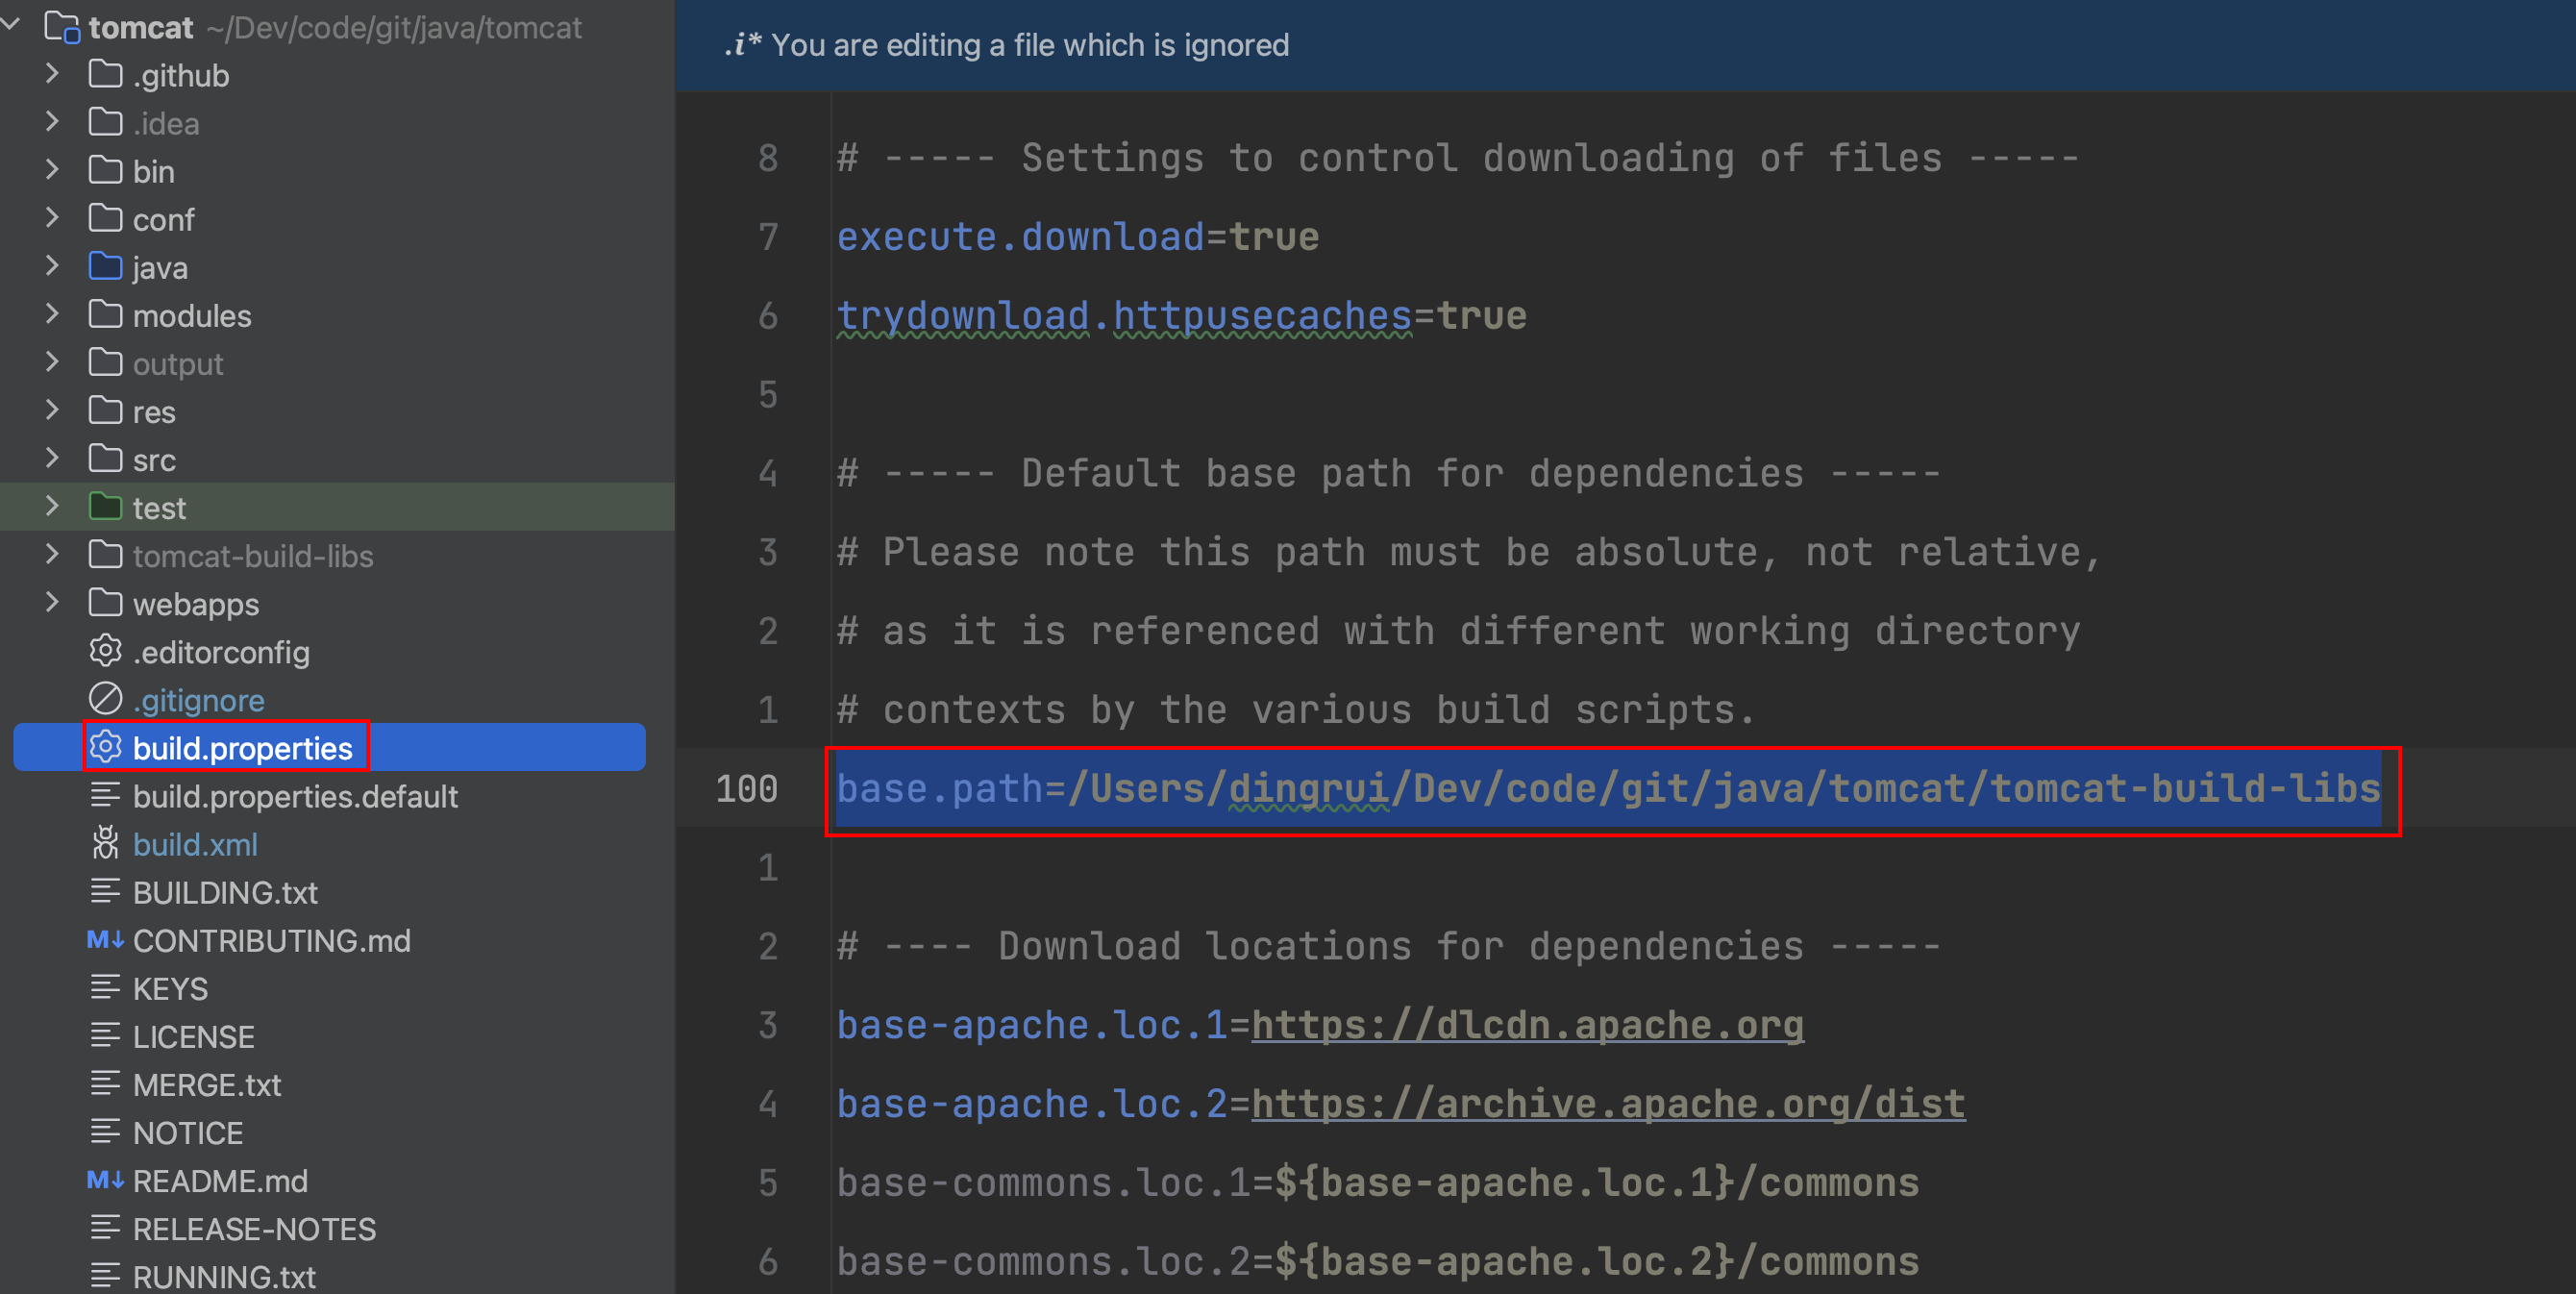 tomcat ~/Dev/code/git/java/tomcat
.github
.idea
bin
conf
java
modules
output
res
src
test
tomcat-build-libs
webapps
.editorconfig
.gitignore
build.properties
build.properties.default
build.xml
BUILDING.txt
M↓ CONTRIBUTING.md
KEYS
LICENSE
MERGE.txt
NOTICE
M↓ README.md
RELEASE-NOTES
RUNNING.txt
.i* You are editing a file which is ignored
8 # ----- Settings to control downloading of files -----
7 execute.download=true
6 trydownload.httpusecaches=true
5
4 # ----- Default base path for dependencies -----
3 # Please note this path must be absolute, not relative,
2 # as it is referenced with different working directory
1 # contexts by the various build scripts.
100 base.path=/Users/dingrui/Dev/code/git/java/tomcat/tomcat-build-libs
1
2 # ---- Download locations for dependencies -----
3 base-apache.loc.1=https://dlcdn.apache.org
4 base-apache.loc.2=https://archive.apache.org/dist
5 base-commons.loc.1=${base-apache.loc.1}/commons
6 base-commons.loc.2=${base-apache.loc.2}/commons